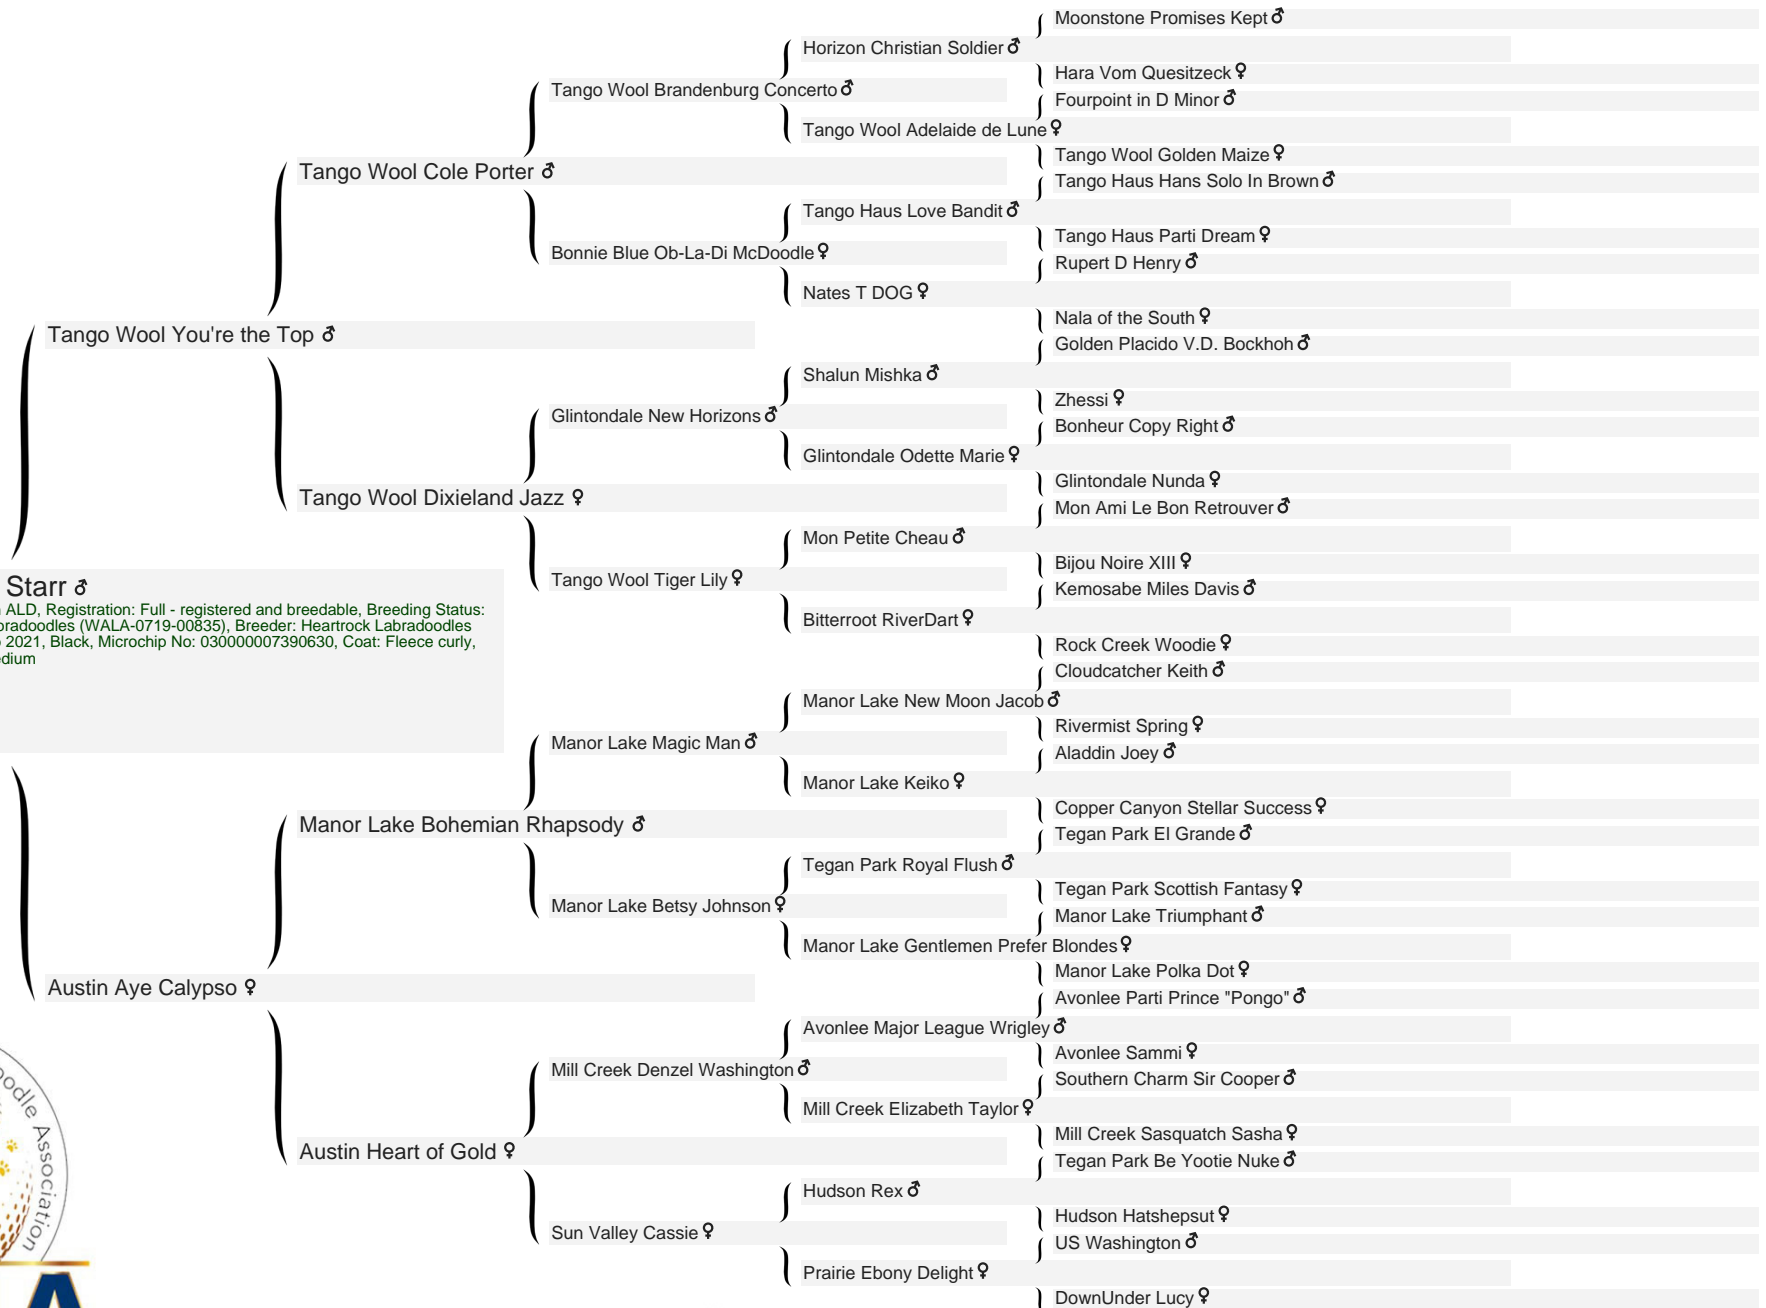 Moonstone Promises Kept ♂
Horizon Christian Soldier ♂
Hara Vom Quesitzeck ♀
Tango Wool Brandenburg Concerto ♂
Fourpoint in D Minor ♂
Tango Wool Adelaide de Lune ♀
Tango Wool Golden Maize ♀
Tango Wool Cole Porter ♂
Tango Haus Hans Solo In Brown ♂
Tango Haus Love Bandit ♂
Tango Haus Parti Dream ♀
Bonnie Blue Ob-La-Di McDoodle ♀
Rupert D Henry ♂
Nates T DOG ♀
Nala of the South ♀
Tango Wool You're the Top ♂
Golden Placido V.D. Bockhoh ♂
Shalun Mishka ♂
Zhessi ♀
Glintondale New Horizons ♂
Bonheur Copy Right ♂
Glintondale Odette Marie ♀
Glintondale Nunda ♀
Tango Wool Dixieland Jazz ♀
Mon Ami Le Bon Retrouver ♂
Mon Petite Cheau ♂
Bijou Noire XIII ♀
Tango Wool Tiger Lily ♀
Kemosabe Miles Davis ♂
Bitterroot RiverDart ♀
Rock Creek Woodie ♀
Starr ♂
ALD, Registration: Full - registered and breedable, Breeding Status:
oradoodles (WALA-0719-00835), Breeder: Heartrock Labradoodles
2021, Black, Microchip No: 030000007390630, Coat: Fleece curly,
edium
Cloudcatcher Keith ♂
Manor Lake New Moon Jacob ♂
Rivermist Spring ♀
Manor Lake Magic Man ♂
Aladdin Joey ♂
Manor Lake Keiko ♀
Copper Canyon Stellar Success ♀
Manor Lake Bohemian Rhapsody ♂
Tegan Park El Grande ♂
Tegan Park Royal Flush ♂
Tegan Park Scottish Fantasy ♀
Manor Lake Betsy Johnson ♀
Manor Lake Triumphant ♂
Manor Lake Gentlemen Prefer Blondes ♀
Manor Lake Polka Dot ♀
Austin Aye Calypso ♀
Avonlee Parti Prince "Pongo" ♂
Avonlee Major League Wrigley ♂
Avonlee Sammi ♀
Mill Creek Denzel Washington ♂
Southern Charm Sir Cooper ♂
Mill Creek Elizabeth Taylor ♀
Mill Creek Sasquatch Sasha ♀
Austin Heart of Gold ♀
Tegan Park Be Yootie Nuke ♂
Hudson Rex ♂
Hudson Hatshepsut ♀
Sun Valley Cassie ♀
US Washington ♂
Prairie Ebony Delight ♀
DownUnder Lucy ♀
oodle Association
A